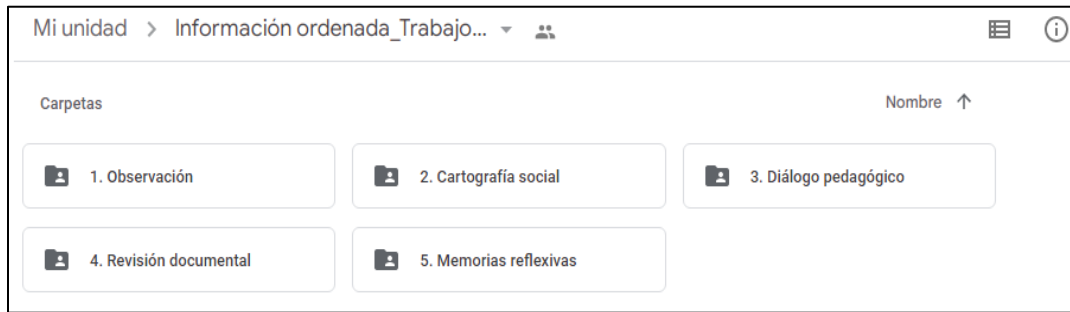 Mi unidad > Información ordenada_Trabajo...
Carpetas Nombre
1. Observación 2. Cartografía social 3. Diálogo pedagógico
4. Revisión documental 5. Memorias reflexivas